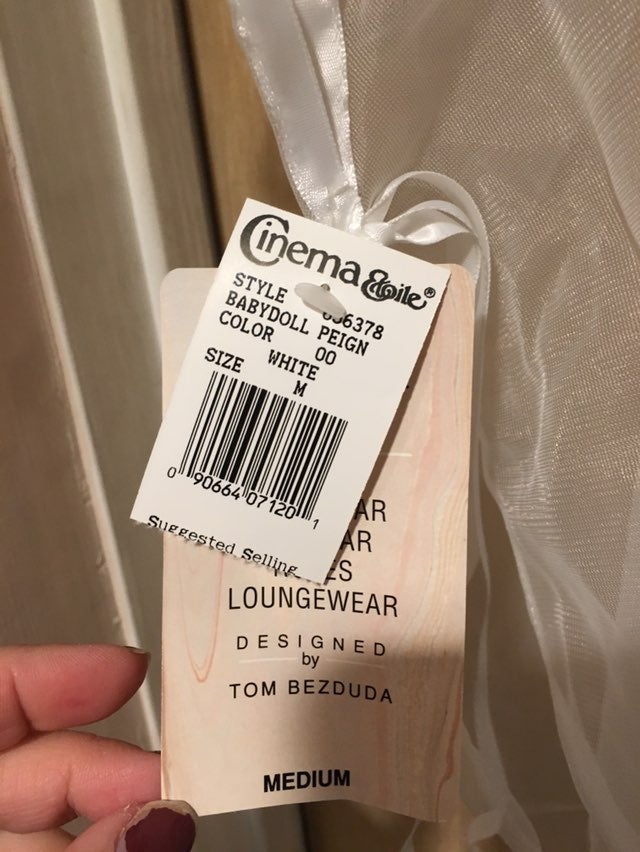 Cinema Etoile®
STYLE 36378
BABYDOLL PEIGN
COLOR 00
WHITE
SIZE M
0 90664 07120 1
Suggested Selling
AR
AR
ES
LOUNGEWEAR
DESIGNED
by
TOM BEZDUDA
MEDIUM